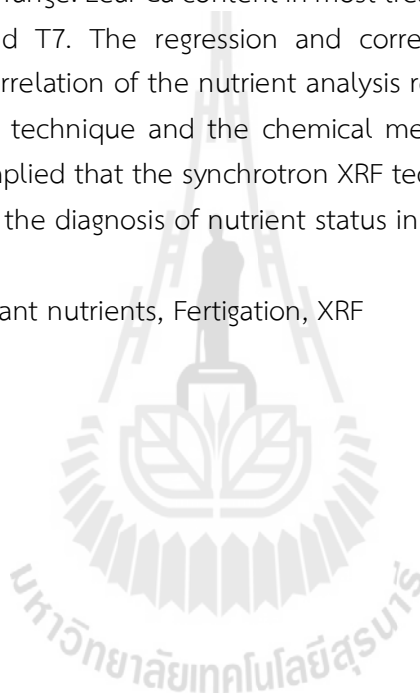 range. Leaf Ca content in most trea
d T7. The regression and corre
rrelation of the nutrient analysis r
technique and the chemical me
plied that the synchrotron XRF tec
the diagnosis of nutrient status in
ant nutrients, Fertigation, XRF
มหาวิทยาลัยเทคโนโลยีสุรนารี